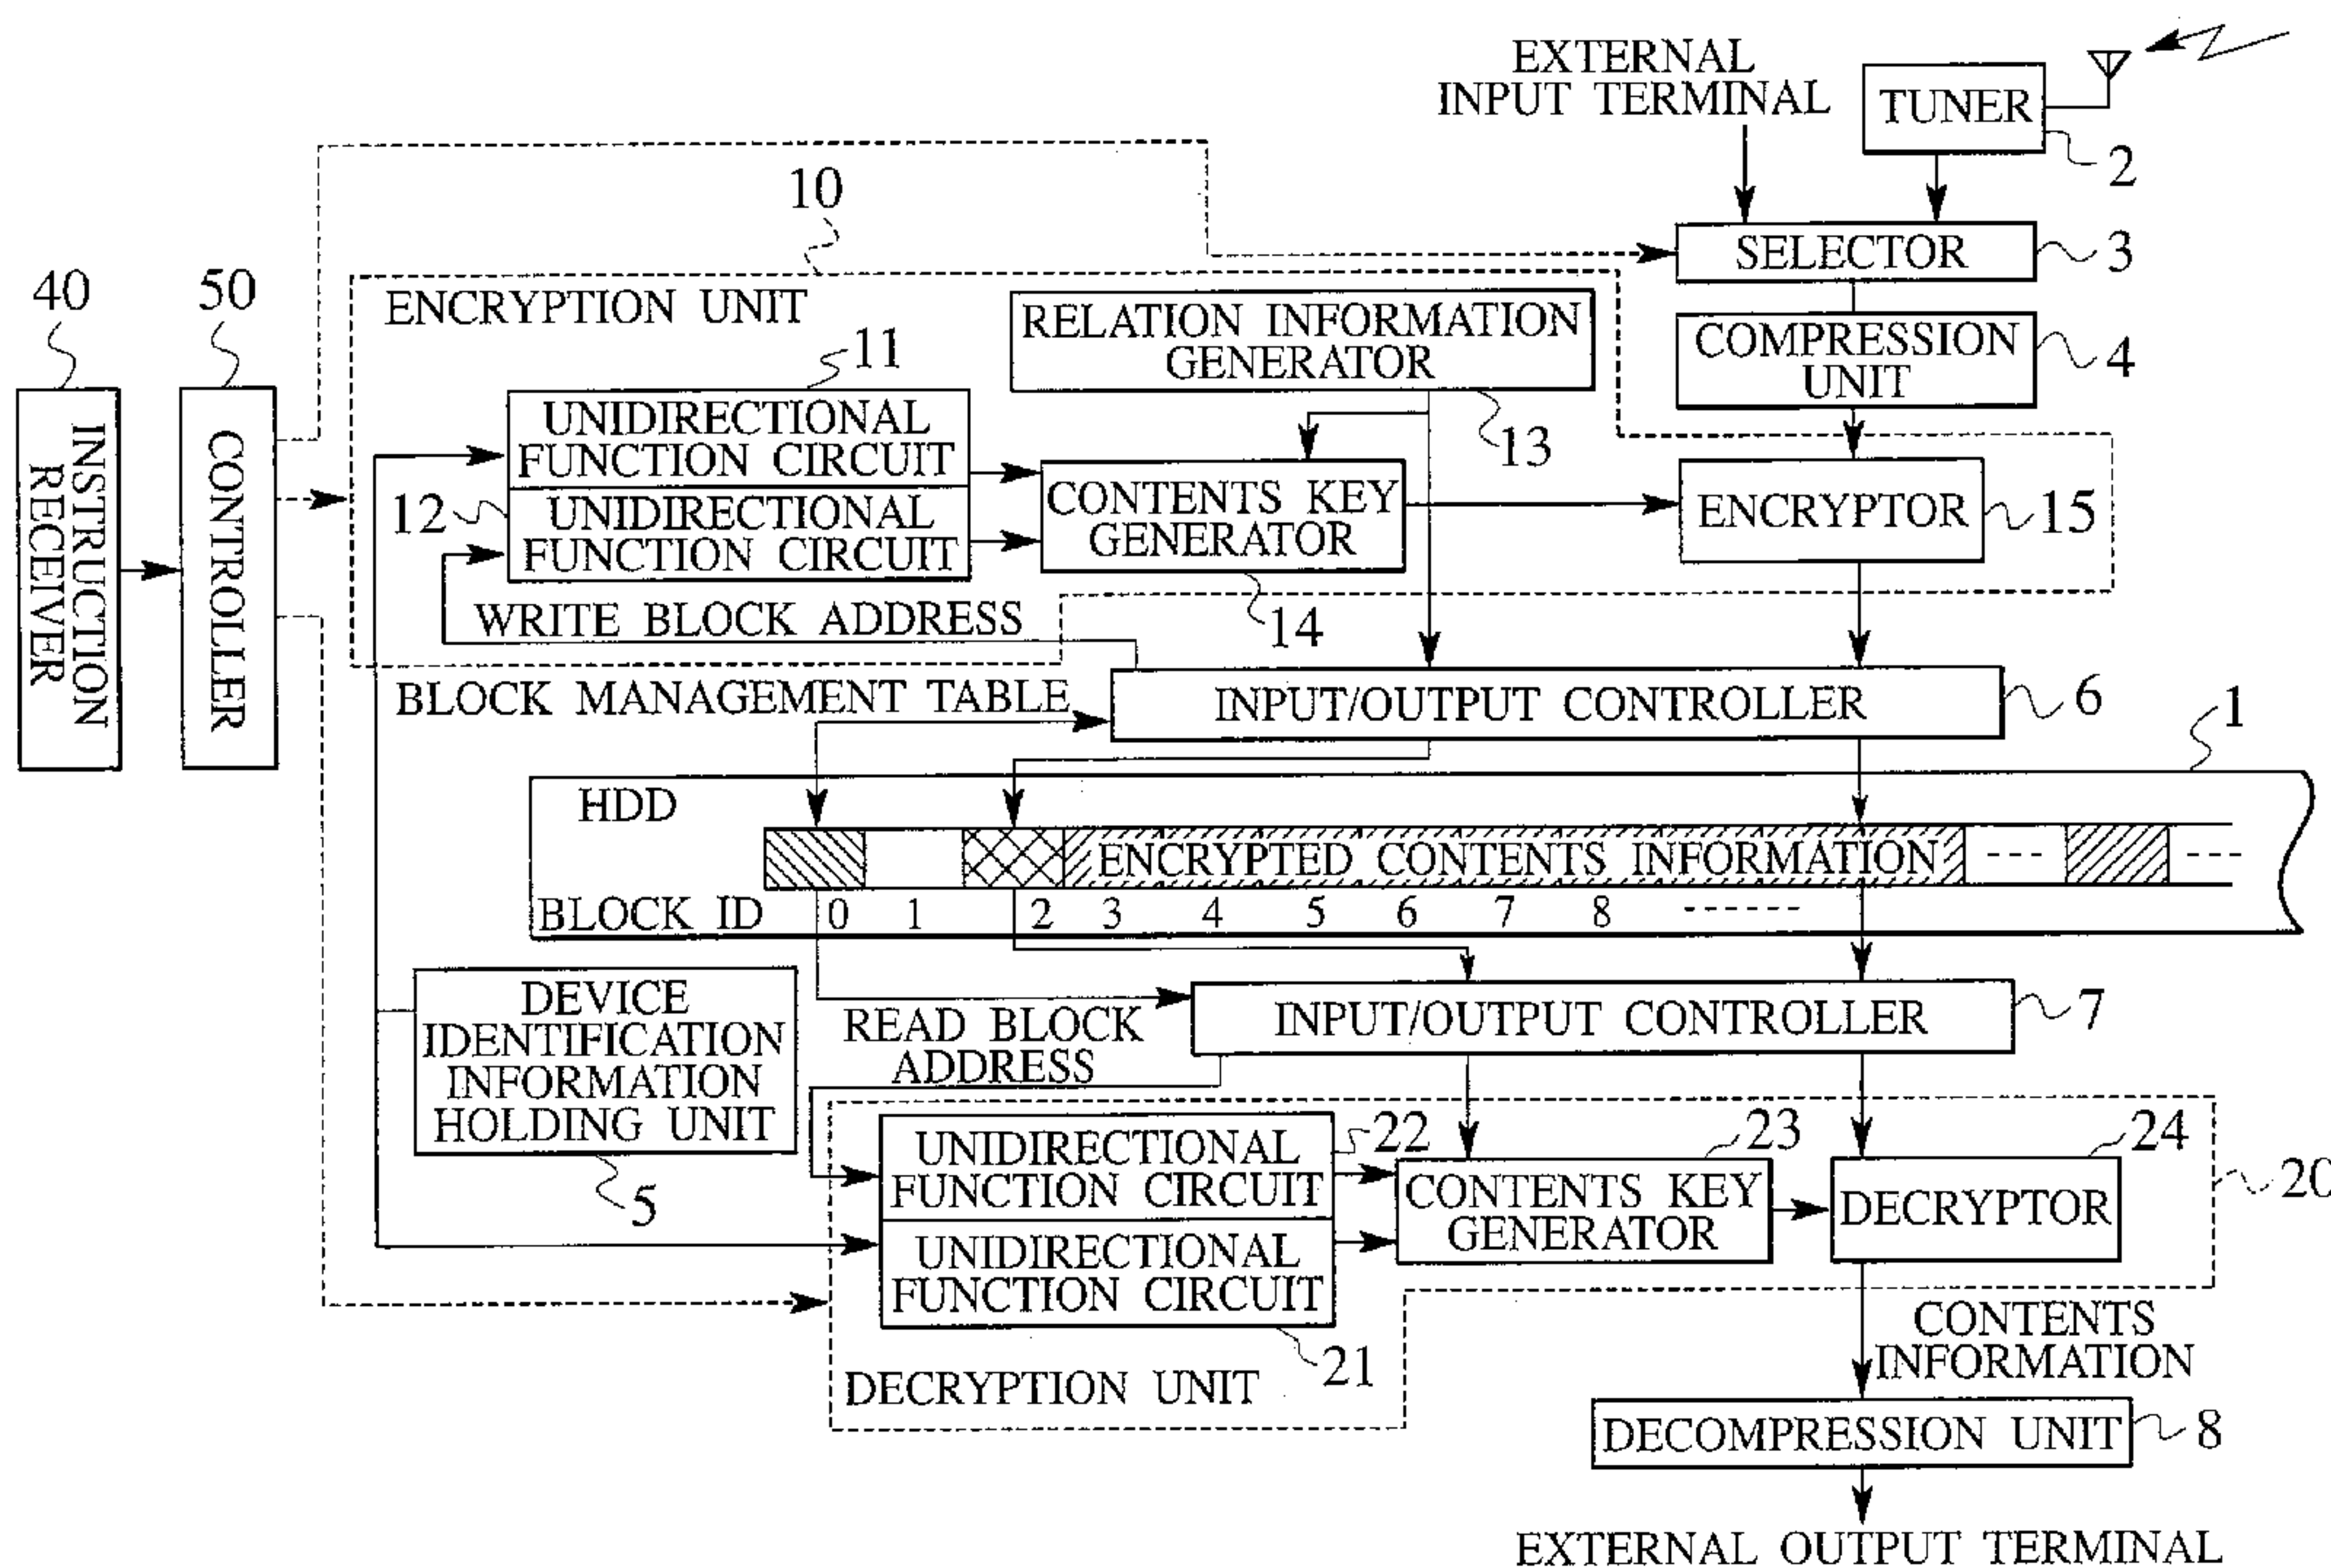 EXTERNAL
INPUT TERMINAL
TUNER
2
10
SELECTOR
3
40
50
ENCRYPTION UNIT
RELATION INFORMATION
GENERATOR
13
COMPRESSION
UNIT
4
11
UNIDIRECTIONAL
FUNCTION CIRCUIT
12
UNIDIRECTIONAL
FUNCTION CIRCUIT
CONTENTS KEY
GENERATOR
14
ENCRYPTOR
15
INSTRUCTION
RECEIVER
CONTROLLER
WRITE BLOCK ADDRESS
BLOCK MANAGEMENT TABLE
INPUT/OUTPUT CONTROLLER
6
1
HDD
--- ---
ENCRYPTED CONTENTS INFORMATION
BLOCK ID 0 1 2 3 4 5 6 7 8 -------
DEVICE
IDENTIFICATION
INFORMATION
HOLDING UNIT
5
READ BLOCK
ADDRESS
INPUT/OUTPUT CONTROLLER
7
UNIDIRECTIONAL
FUNCTION CIRCUIT
22
UNIDIRECTIONAL
FUNCTION CIRCUIT
21
CONTENTS KEY
GENERATOR
23
DECRYPTOR
24
20
DECRYPTION UNIT
CONTENTS
INFORMATION
DECOMPRESSION UNIT
8
EXTERNAL OUTPUT TERMINAL